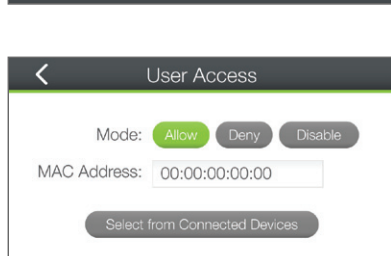 User Access
Mode: Allow Deny Disable
MAC Address: 00:00:00:00:00
Select from Connected Devices